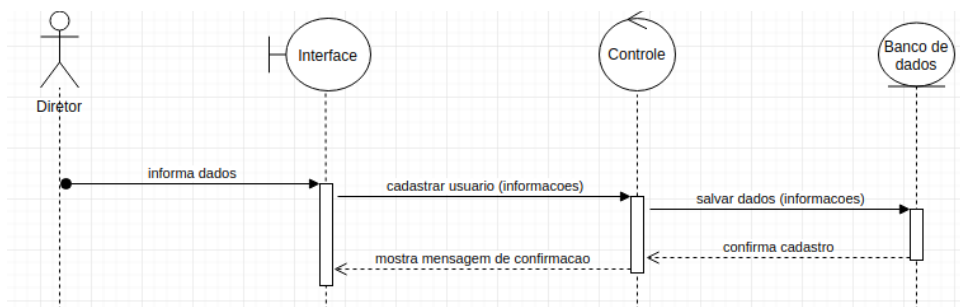 Interface
Controle
Banco de
dados
Diretor
informa dados
cadastrar usuario (informacoes)
salvar dados (informacoes)
confirma cadastro
mostra mensagem de confirmacao